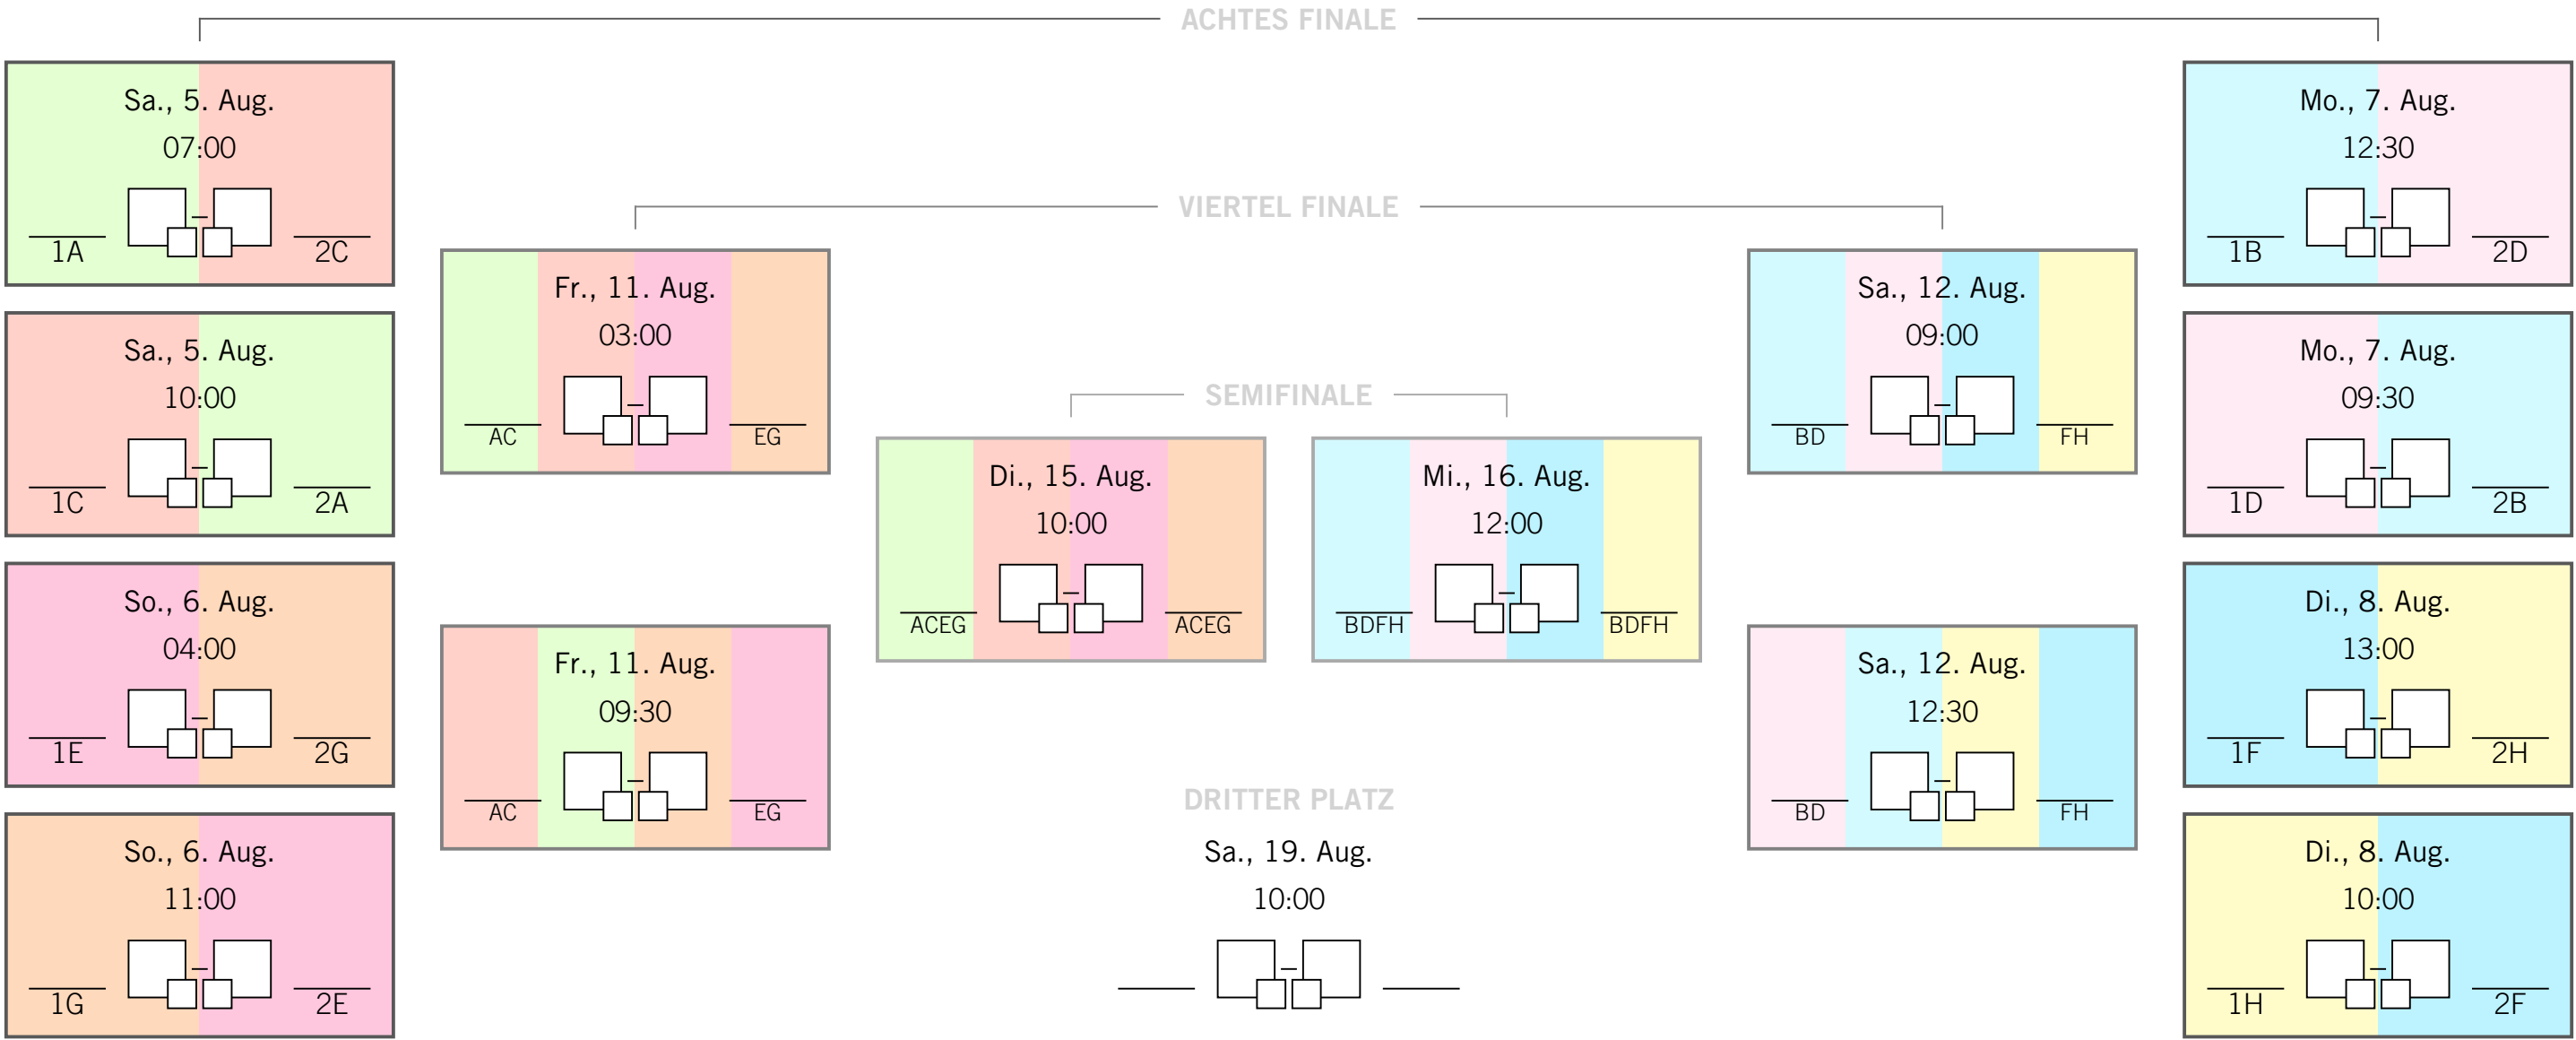 ACHTES FINALE
Sa., 5. Aug.
07:00
–
1A
2C
Sa., 5. Aug.
10:00
–
1C
2A
So., 6. Aug.
04:00
–
1E
2G
So., 6. Aug.
11:00
–
1G
2E
VIERTEL FINALE
Fr., 11. Aug.
03:00
–
AC
EG
Fr., 11. Aug.
09:30
–
AC
EG
SEMIFINALE
Di., 15. Aug.
10:00
–
ACEG
ACEG
Mi., 16. Aug.
12:00
–
BDFH
BDFH
DRITTER PLATZ
Sa., 19. Aug.
10:00
–
Sa., 12. Aug.
09:00
–
BD
FH
Sa., 12. Aug.
12:30
–
BD
FH
Mo., 7. Aug.
12:30
–
1B
2D
Mo., 7. Aug.
09:30
–
1D
2B
Di., 8. Aug.
13:00
–
1F
2H
Di., 8. Aug.
10:00
–
1H
2F